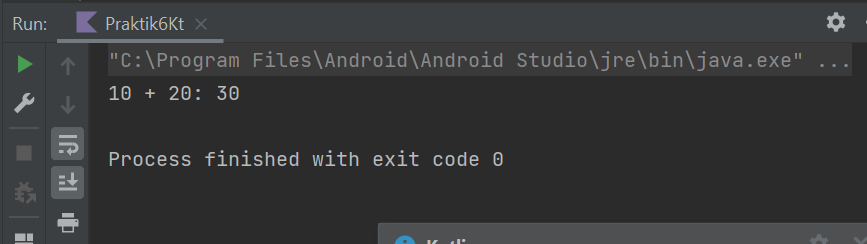 Run: Praktik6Kt
"C:\Program Files\Android\Android Studio\jre\bin\java.exe" ...
10 + 20: 30
Process finished with exit code 0